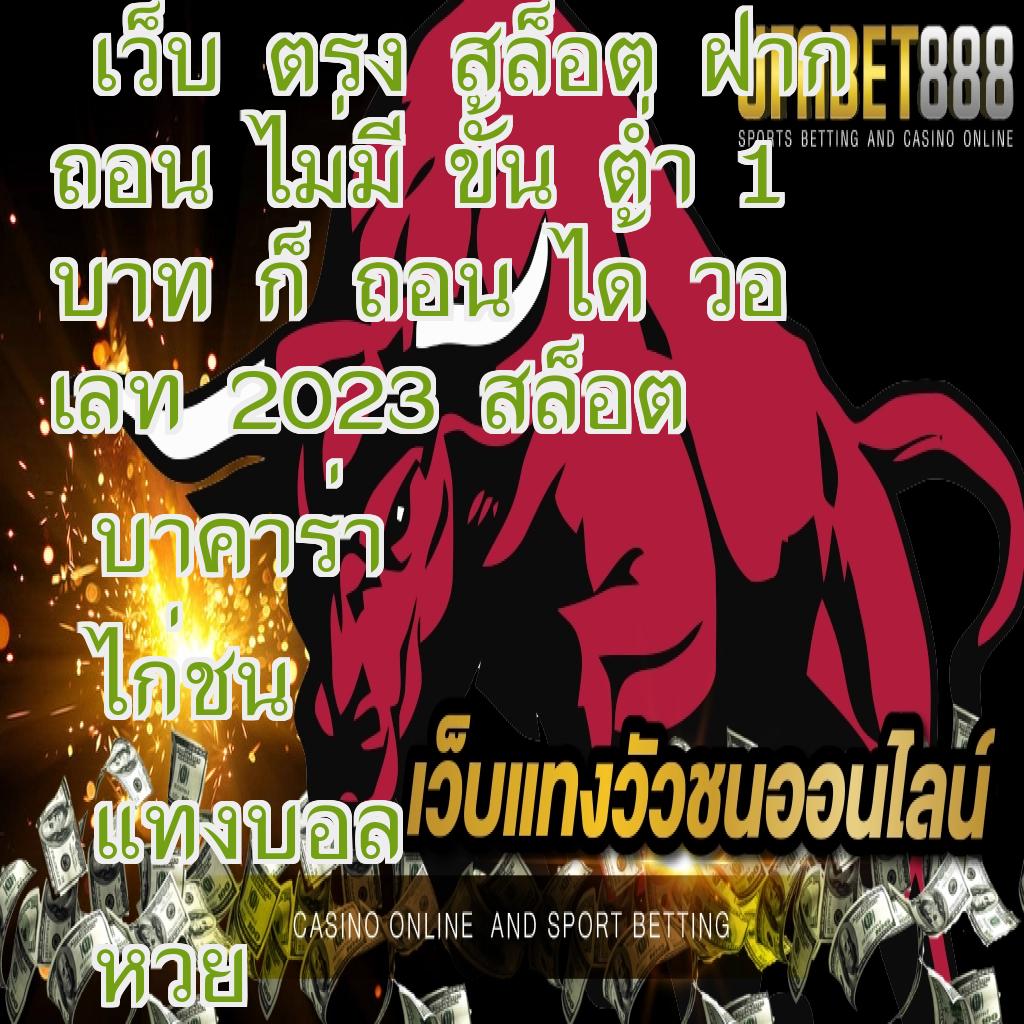 เว็บ ตรง สล็อต ฝาก
UFABET888
SPORTS BETTING AND CASINO ONLINE
ถอน ไม่มี ขั้น ต่ํา 1
บาท ก็ ถอน ได้ วอ
เลท 2023 สล็อต
บาคาร่า
ไก่ชน
แทงบอล
เว็บแทงวัวชนออนไลน์
CASINO ONLINE AND SPORT BETTING
หวย